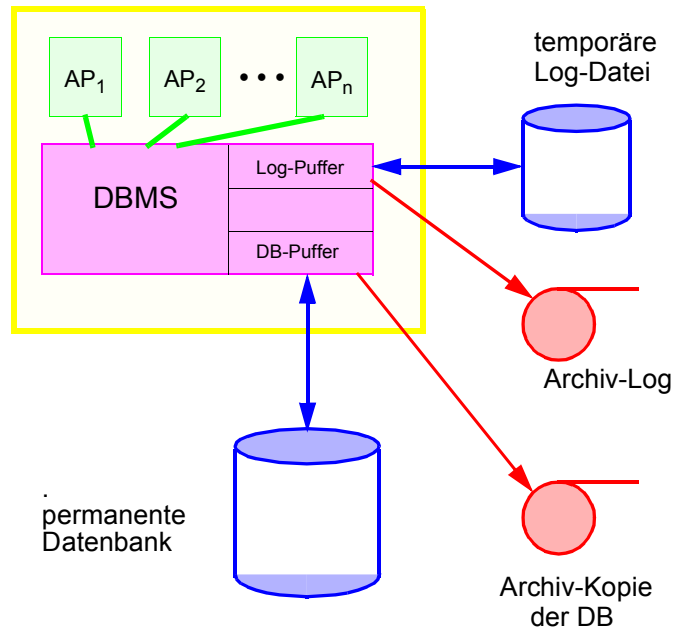 temporäre
Log-Datei
AP1 AP2 • • • APn
DBMS
Log-Puffer
DB-Puffer
Archiv-Log
.
permanente
Datenbank
Archiv-Kopie
der DB